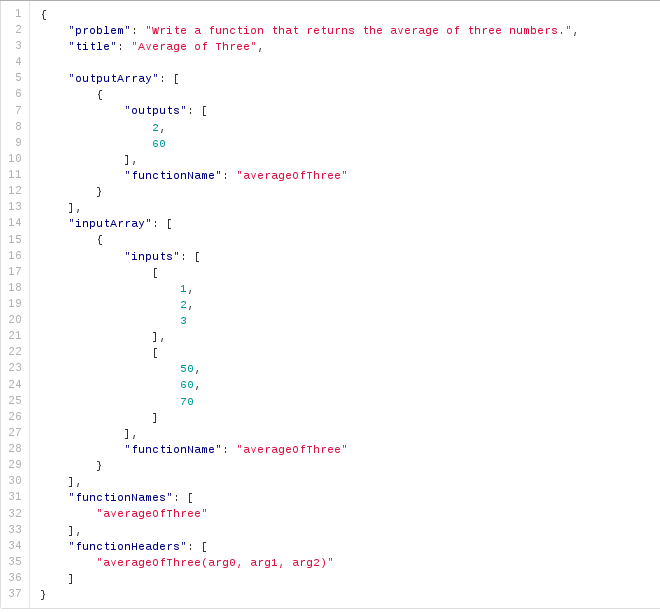 1 {
2 "problem": "Write a function that returns the average of three numbers.",
3 "title": "Average of Three",
4
5 "outputArray": [
6 {
7 "outputs": [
8 2,
9 60
10 ],
11 "functionName": "averageOfThree"
12 }
13 ],
14 "inputArray": [
15 {
16 "inputs": [
17 [
18 1,
19 2,
20 3
21 ],
22 [
23 50,
24 60,
25 70
26 ]
27 ],
28 "functionName": "averageOfThree"
29 }
30 ],
31 "functionNames": [
32 "averageOfThree"
33 ],
34 "functionHeaders": [
35 "averageOfThree(arg0, arg1, arg2)"
36 ]
37 }